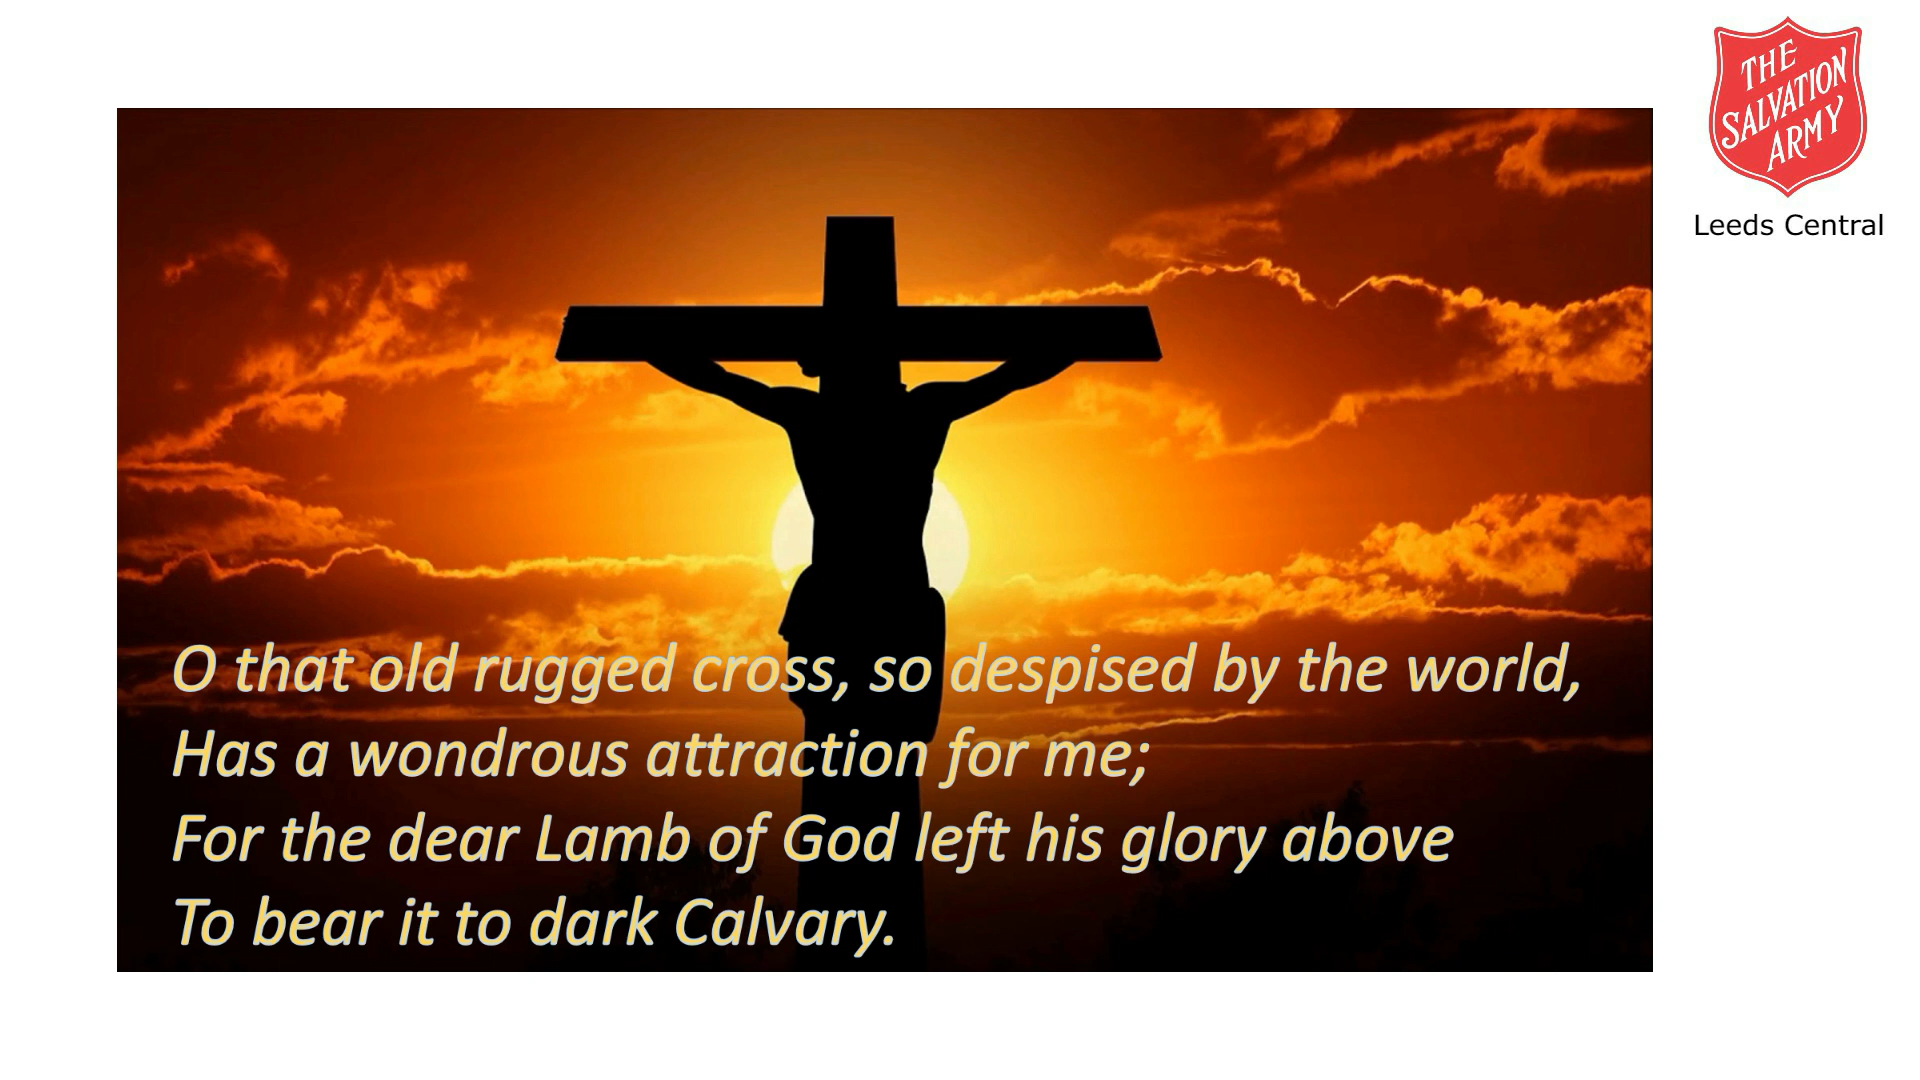 THE
SALVATION
ARMY
Leeds Central
O that old rugged cross, so despised by the world,
Has a wondrous attraction for me;
For the dear Lamb of God left his glory above
To bear it to dark Calvary.